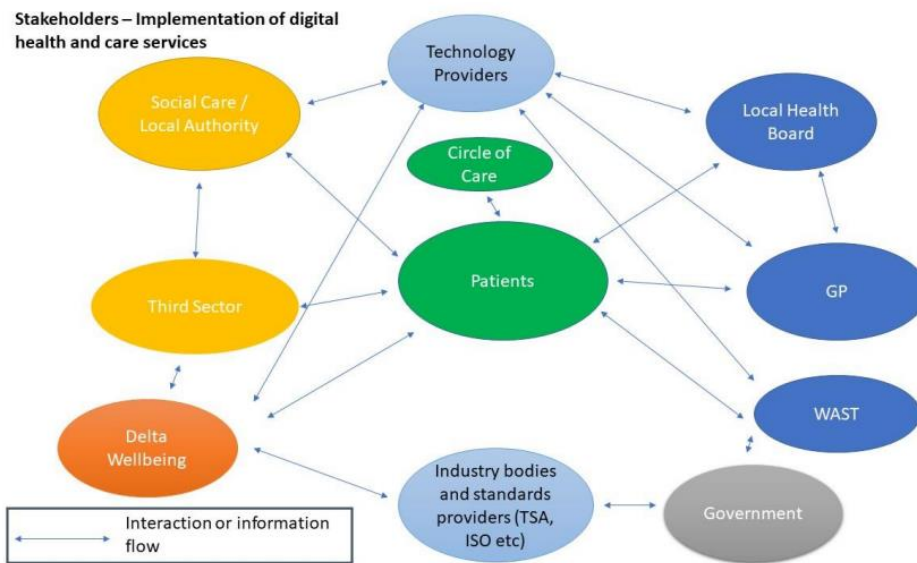 Stakeholders – Implementation of digital
health and care services
Technology
Providers
Social Care /
Local Authority
Local Health
Board
Circle of
Care
Patients
Third Sector
GP
Delta
Wellbeing
WAST
Industry bodies
and standards
providers (TSA,
ISO etc)
Government
Interaction or information
flow